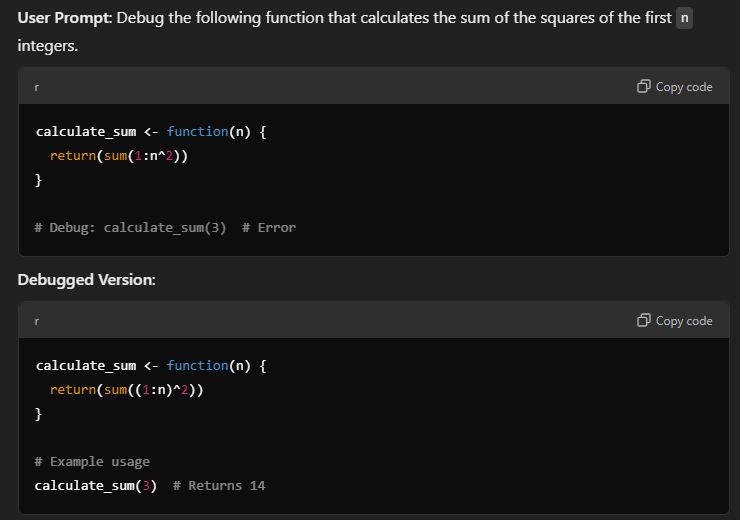 User Prompt: Debug the following function that calculates the sum of the squares of the first n
integers.
r
Copy code
calculate_sum <- function(n) {
  return(sum(1:n^2))
}
# Debug: calculate_sum(3)  # Error
Debugged Version:
r
Copy code
calculate_sum <- function(n) {
  return(sum((1:n)^2))
}
# Example usage
calculate_sum(3)  # Returns 14